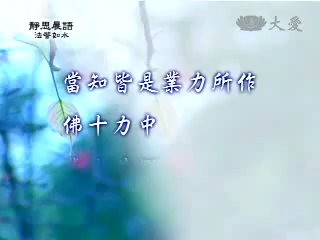 靜思晨語
法譬如水
大愛
當知皆是業力所作
佛十力中